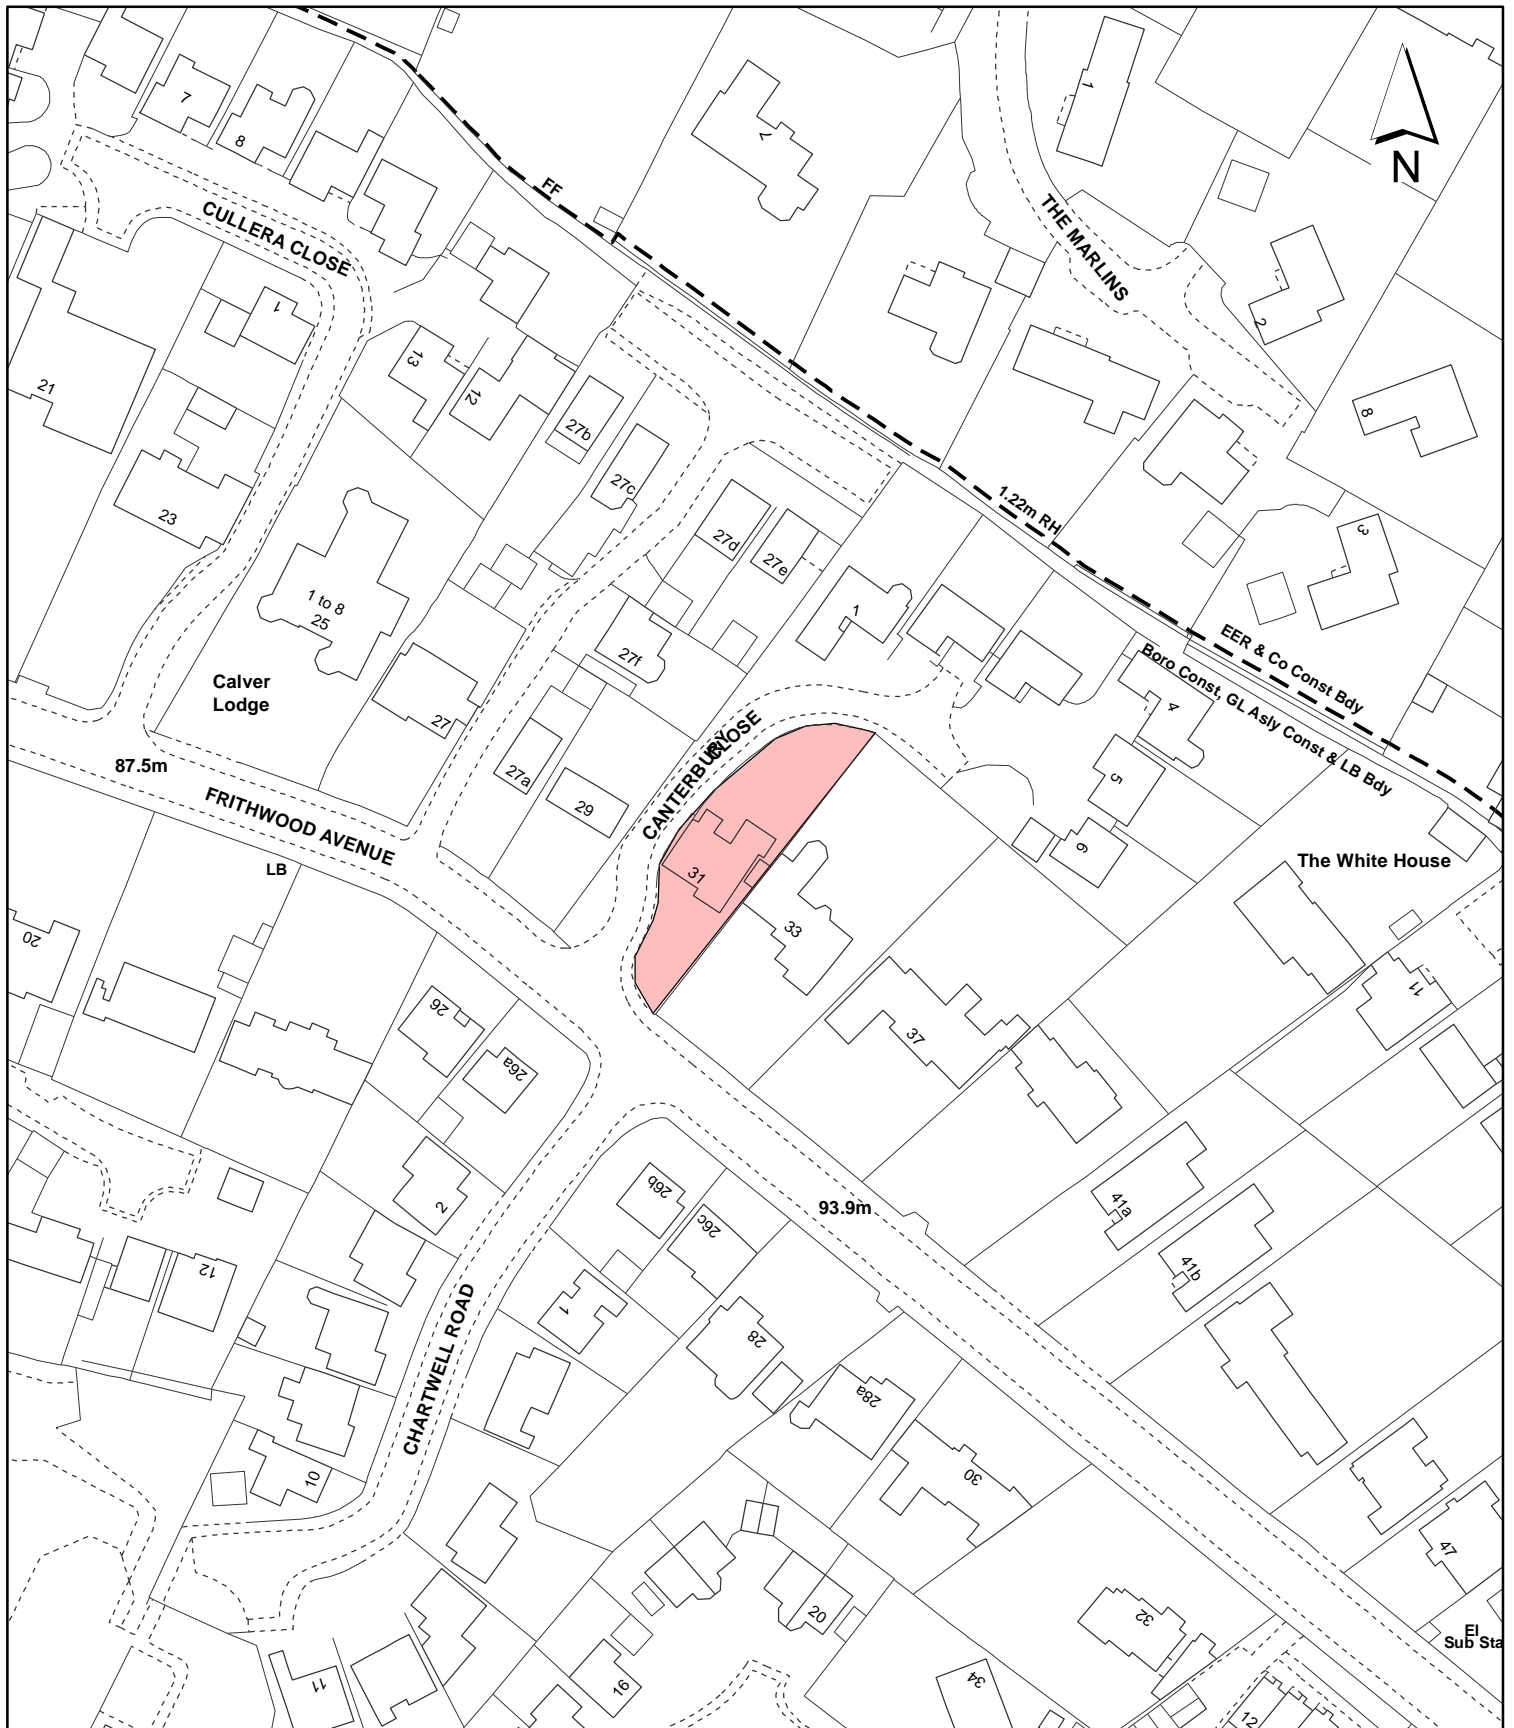 7
8
7
1
N
CULLERA CLOSE
FF
THE MARLINS
1
2
13
12
21
27b
8
27c
23
27d
27e
1.22m RH
3
1 to 8
25
1
27f
EER & Co Const Bdy
Boro Const, GL Asly Const & LB Bdy
Calver
Lodge
27
4
CANTERBURY
CLOSE
87.5m
27a
29
5
6
FRITHWOOD AVENUE
LB
The White House
31
33
20
11
26
37
26a
26b
2
41a
93.9m
26c
12
41b
CHARTWELL ROAD
1
28
28a
10
30
47
20
32
El
Sub Sta
11
16
34
12